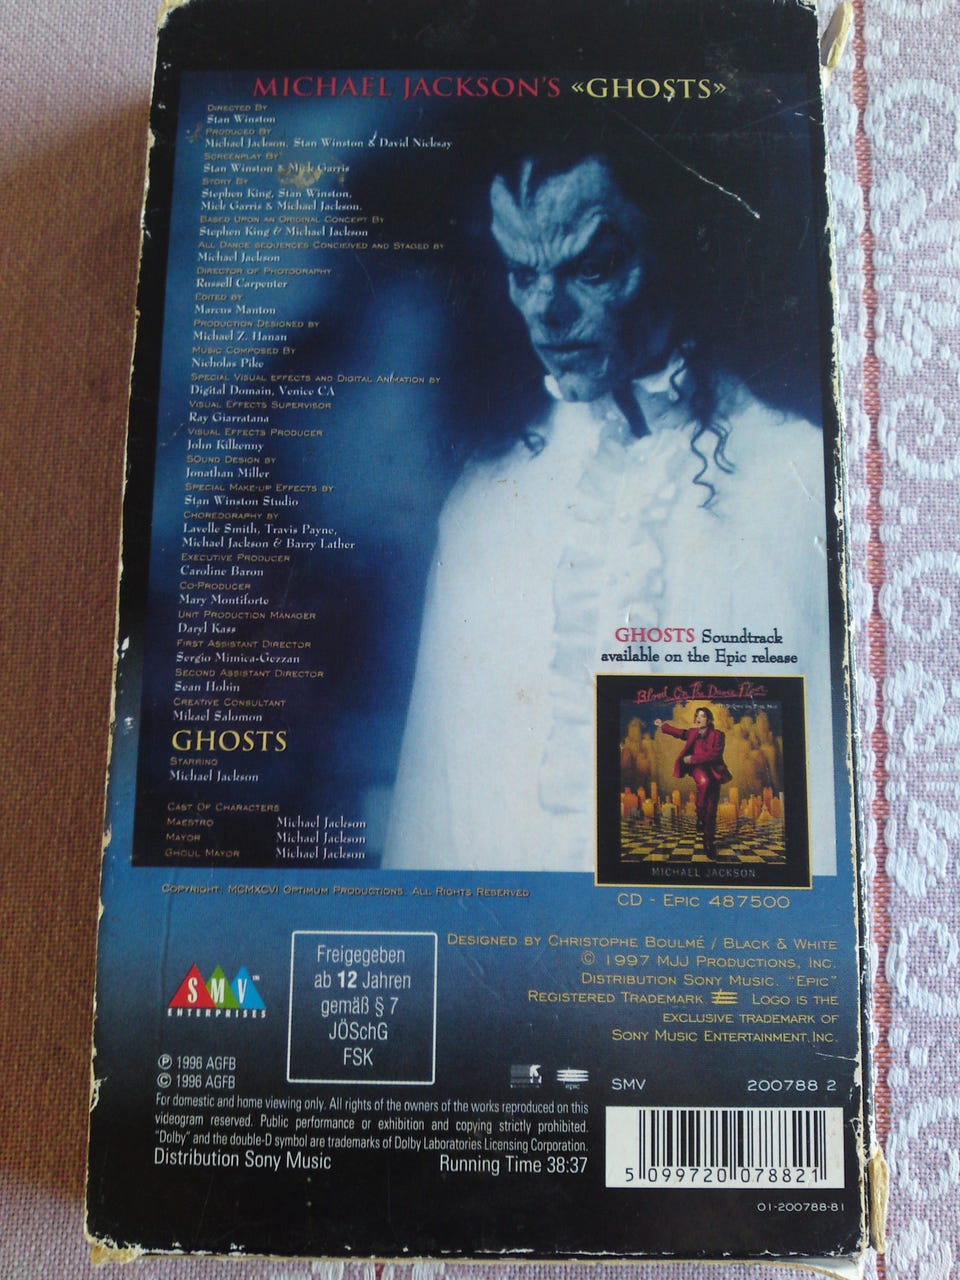 MICHAEL JACKSON'S «GHOSTS»
DIRECTED BY
Stan Winston
PRODUCED BY
Michael Jackson, Stan Winston & David Nicksay
SCREENPLAY BY
Stan Winston & Mick Garris
STORY BY
Stephen King, Stan Winston,
Mick Garris & Michael Jackson.
BASED UPON AN ORIGINAL CONCEPT BY
Stephen King & Michael Jackson
ALL DANCE SEQUENCES CONCIEIVED AND STAGED BY
Michael Jackson
DIRECTOR OF PHOTOGRAPHY
Russell Carpenter
EDITED BY
Marcus Manton
PRODUCTION DESIGNED BY
Michael Z. Hanan
MUSIC COMPOSED BY
Nicholas Pike
SPECIAL VISUAL EFFECTS AND DIGITAL ANIMATION BY
Digital Domain, Venice CA
VISUAL EFFECTS SUPERVISOR
Ray Giarratana
VISUAL EFFECTS PRODUCER
John Kilkenny
SOUND DESIGN BY
Jonathan Miller
SPECIAL MAKE-UP EFFECTS BY
Stan Winston Studio
CHOREOGRAPHY BY
Lavelle Smith, Travis Payne,
Michael Jackson & Barry Lather
EXECUTIVE PRODUCER
Caroline Baron
CO-PRODUCER
Mary Montiforte
UNIT PRODUCTION MANAGER
Daryl Kass
FIRST ASSISTANT DIRECTOR
Sergio Mimica-Gezzan
SECOND ASSISTANT DIRECTOR
Sean Hobin
CREATIVE CONSULTANT
Mikael Salomon
GHOSTS
STARRING
Michael Jackson
CAST OF CHARACTERS
MAESTRO Michael Jackson
MAYOR Michael Jackson
GHOUL MAYOR Michael Jackson
COPYRIGHT: MCMXCVI OPTIMUM PRODUCTIONS. ALL RIGHTS RESERVED
GHOSTS Soundtrack
available on the Epic release
Blood On The Dance Floor
HIStory In The Mix
MICHAEL JACKSON
CD - EPIC 487500
DESIGNED BY CHRISTOPHE BOULMÉ / BLACK & WHITE
© 1997 MJJ PRODUCTIONS, INC.
DISTRIBUTION SONY MUSIC. "EPIC"
REGISTERED TRADEMARK. LOGO IS THE
EXCLUSIVE TRADEMARK OF
SONY MUSIC ENTERTAINMENT, INC.
SMV™
ENTERPRISES
Freigegeben
ab 12 Jahren
gemäß § 7
JÖSchG
FSK
℗ 1996 AGFB
© 1996 AGFB
epic
SMV 200788 2
For domestic and home viewing only. All rights of the owners of the works reproduced on this
videogram reserved. Public performance or exhibition and copying strictly prohibited.
"Dolby" and the double-D symbol are trademarks of Dolby Laboratories Licensing Corporation.
Distribution Sony Music Running Time 38:37
5 099720 078821
01-200788-81